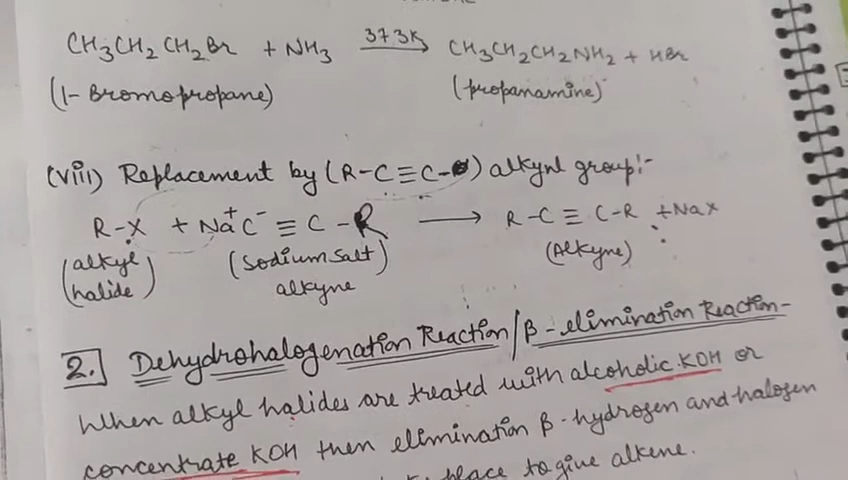 CH3CH2CH2Br + NH3 373K→ CH3CH2CH2NH2 + HBr
(1-Bromopropane) (propanamine)
(viii) Replacement by (R-C≡C-) alkynl group:-
R-X + Na+C-≡C-R → R-C≡C-R + NaX
(alkyl halide) (Sodium salt alkyne) (Alkyne)
2. Dehydrohalogenation Reaction/β-elimination Reaction-
When alkyl halides are treated with alcoholic KOH or
concentrate KOH then elimination β-hydrogen and halogen
place to give alkene.